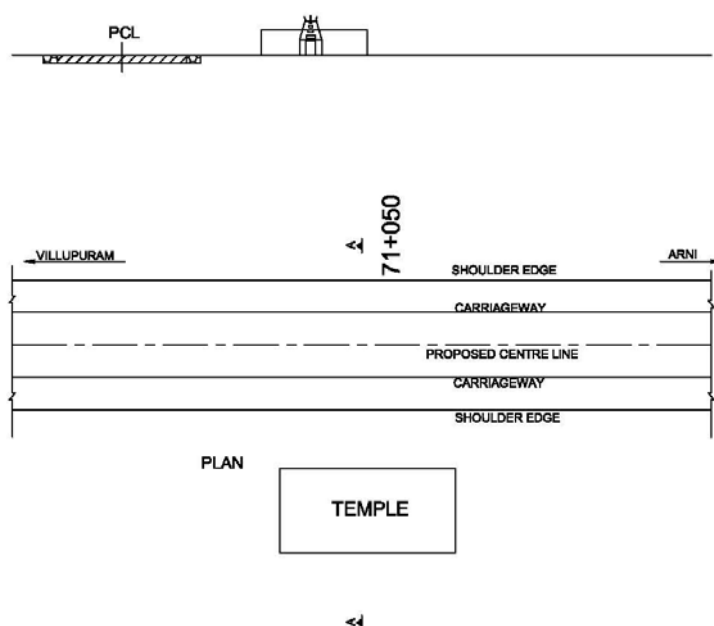 PCL
A
71+050
VILLUPURAM
ARNI
SHOULDER EDGE
CARRIAGEWAY
PROPOSED CENTRE LINE
CARRIAGEWAY
SHOULDER EDGE
PLAN
TEMPLE
A